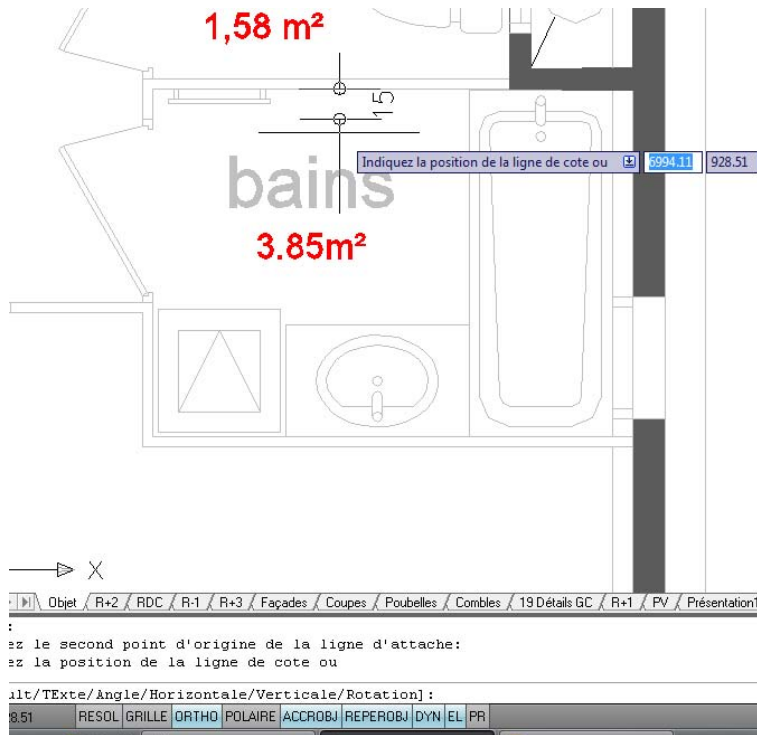 1,58 m²
15
Indiquez la position de la ligne de cote ou 6994.11 928.51
bains
3.85m²
X
Objet / R+2 / RDC / R-1 / R+3 / Façades / Coupes / Poubelles / Combles / 19 Détails GC / R+1 / PV / Présentation1
:
ez le second point d'origine de la ligne d'attache:
ez la position de la ligne de cote ou
ult/TExte/Angle/Horizontale/Verticale/Rotation]:
8.51 RESOL GRILLE ORTHO POLAIRE ACCROBJ REPEROBJ DYN EL PR